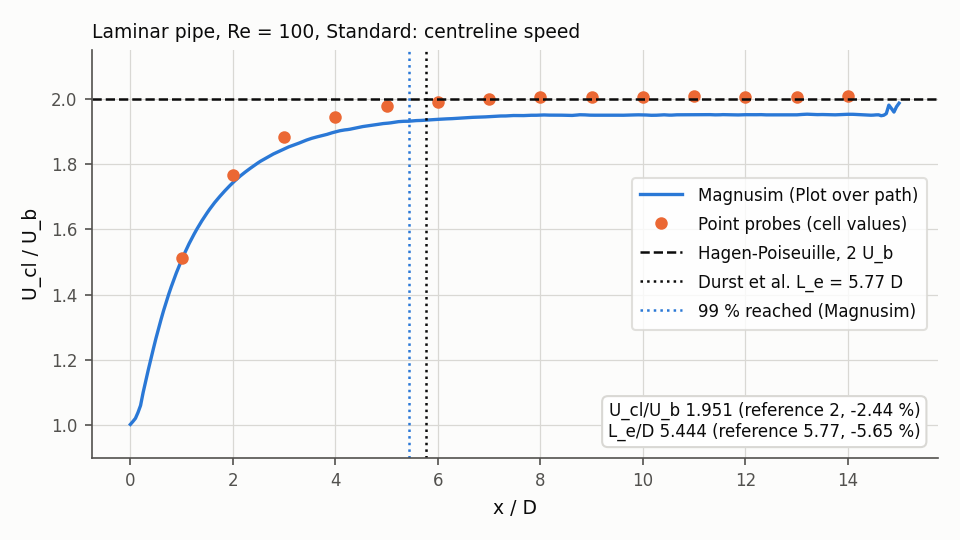 Laminar pipe, Re = 100, Standard: centreline speed
U_cl / U_b
2.0
1.8
1.6
1.4
1.2
1.0
Magnusim (Plot over path)
Point probes (cell values)
Hagen-Poiseuille, 2 U_b
Durst et al. L_e = 5.77 D
99 % reached (Magnusim)
U_cl/U_b 1.951 (reference 2, -2.44 %)
L_e/D 5.444 (reference 5.77, -5.65 %)
0 2 4 6 8 10 12 14
x / D